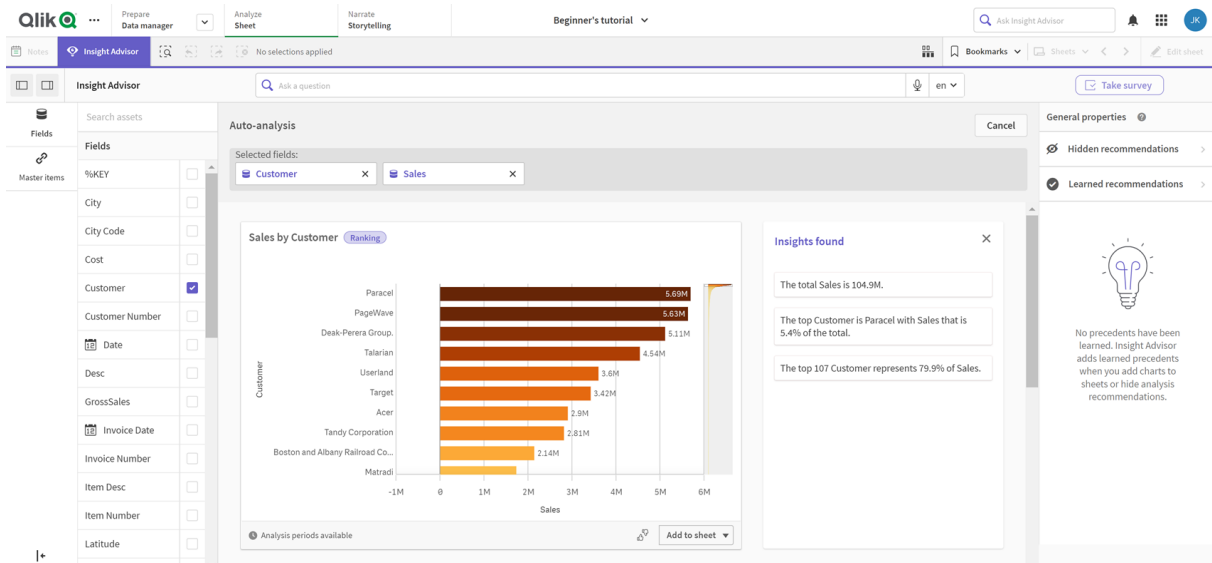 Qlik
Prepare
Data manager
Analyze
Sheet
Narrate
Storytelling
Beginner's tutorial
Ask Insight Advisor
JK
Notes
Insight Advisor
No selections applied
Bookmarks
Sheets
Edit sheet
Insight Advisor
Ask a question
en
Take survey
Fields
Master items
Search assets
Fields
%KEY
City
City Code
Cost
Customer
Customer Number
Date
Desc
GrossSales
Invoice Date
Invoice Number
Item Desc
Item Number
Latitude
Auto-analysis
Cancel
Selected fields:
Customer
Sales
Sales by Customer Ranking
Customer
Paracel 5.69M
PageWave 5.63M
Deak-Perera Group. 5.11M
Talarian 4.54M
Userland 3.6M
Target 3.42M
Acer 2.9M
Tandy Corporation 2.81M
Boston and Albany Railroad Co... 2.14M
Matradi
-1M 0 1M 2M 3M 4M 5M 6M
Sales
Analysis periods available
Add to sheet
Insights found
The total Sales is 104.9M.
The top Customer is Paracel with Sales that is
5.4% of the total.
The top 107 Customer represents 79.9% of Sales.
General properties
Hidden recommendations
Learned recommendations
No precedents have been
learned. Insight Advisor
adds learned precedents
when you add charts to
sheets or hide analysis
recommendations.